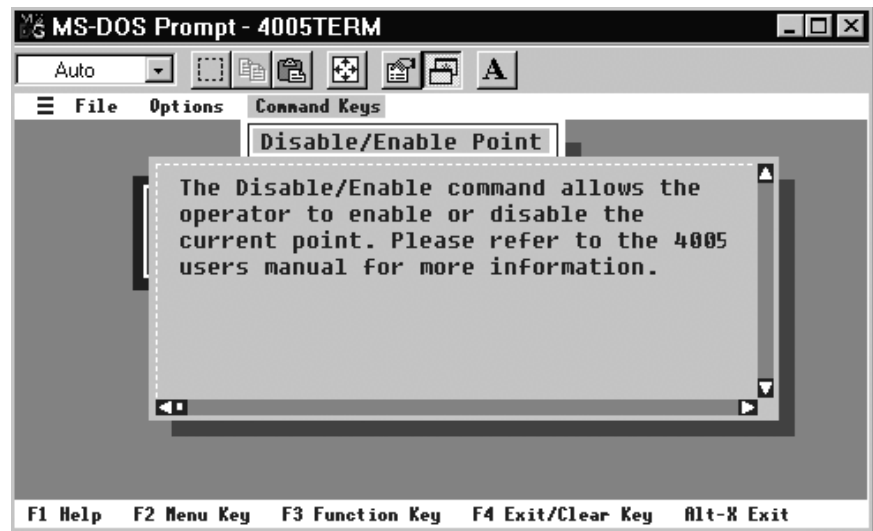 MS-DOS Prompt - 4005TERM
Auto
A
File Options Command Keys
Disable/Enable Point
The Disable/Enable command allows the
operator to enable or disable the
current point. Please refer to the 4005
users manual for more information.
F1 Help F2 Menu Key F3 Function Key F4 Exit/Clear Key Alt-X Exit